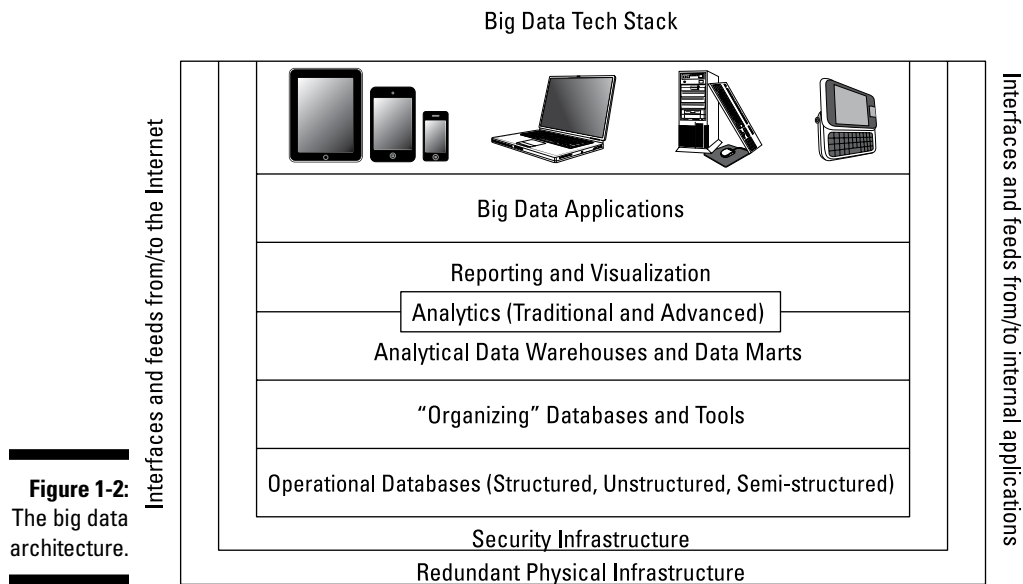 Big Data Tech Stack
Interfaces and feeds from/to the Internet
Interfaces and feeds from/to internal applications
Big Data Applications
Reporting and Visualization
Analytics (Traditional and Advanced)
Analytical Data Warehouses and Data Marts
“Organizing” Databases and Tools
Operational Databases (Structured, Unstructured, Semi-structured)
Security Infrastructure
Redundant Physical Infrastructure
Figure 1-2:
The big data
architecture.